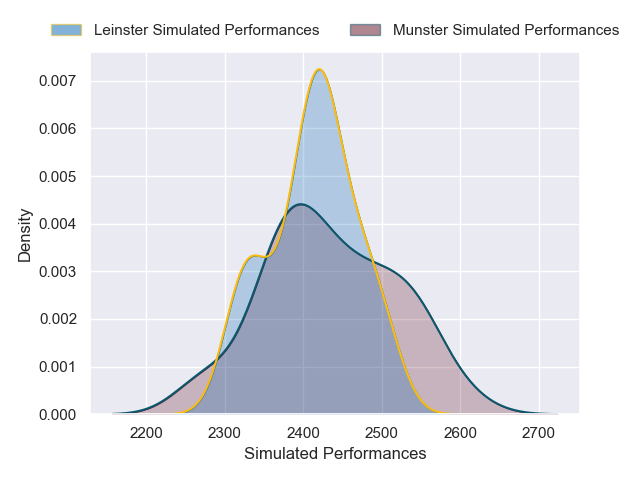 Leinster Simulated Performances
Munster Simulated Performances
0.007
0.006
0.005
0.004
0.003
0.002
0.001
0.000
Density
2200 2300 2400 2500 2600 2700
Simulated Performances